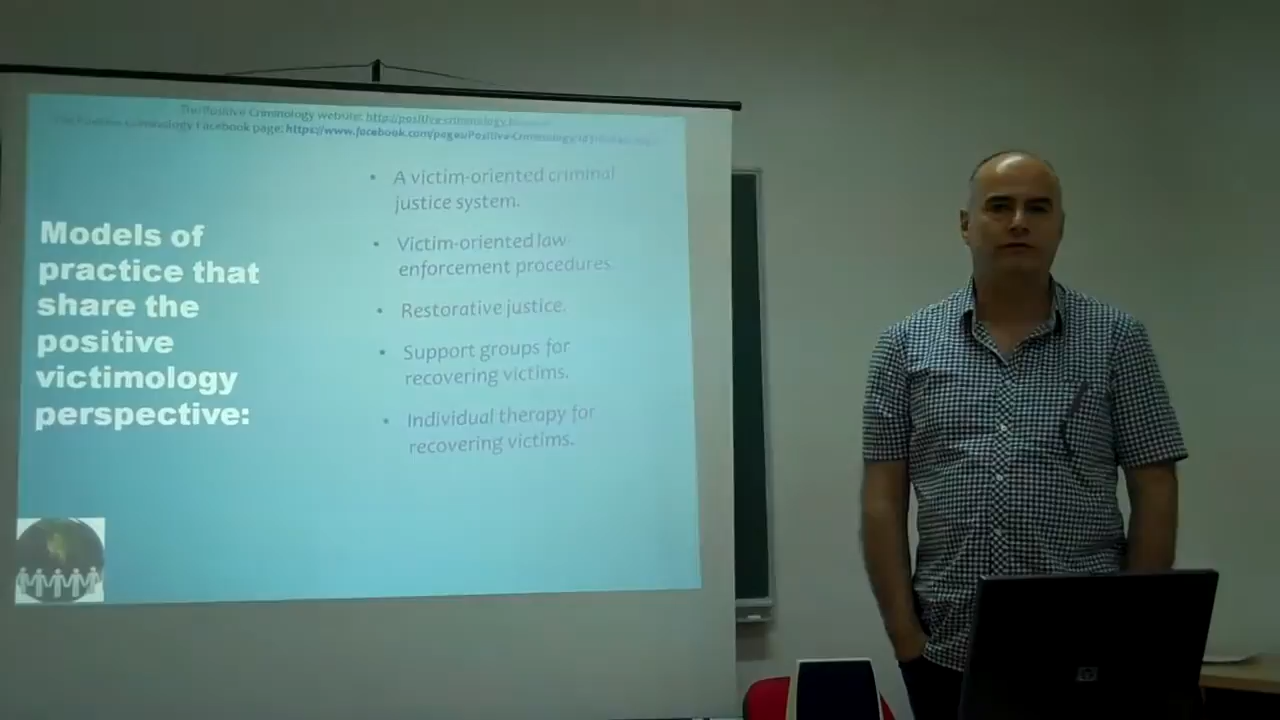 The Positive Criminology website: http://positive-criminology
The Positive Criminology Facebook page: https://www.facebook.com/pages/Positive-Criminology
Models of
practice that
share the
positive
victimology
perspective:
• A victim-oriented criminal
justice system.
• Victim-oriented law
enforcement procedures.
• Restorative justice.
• Support groups for
recovering victims.
• Individual therapy for
recovering victims.
hp